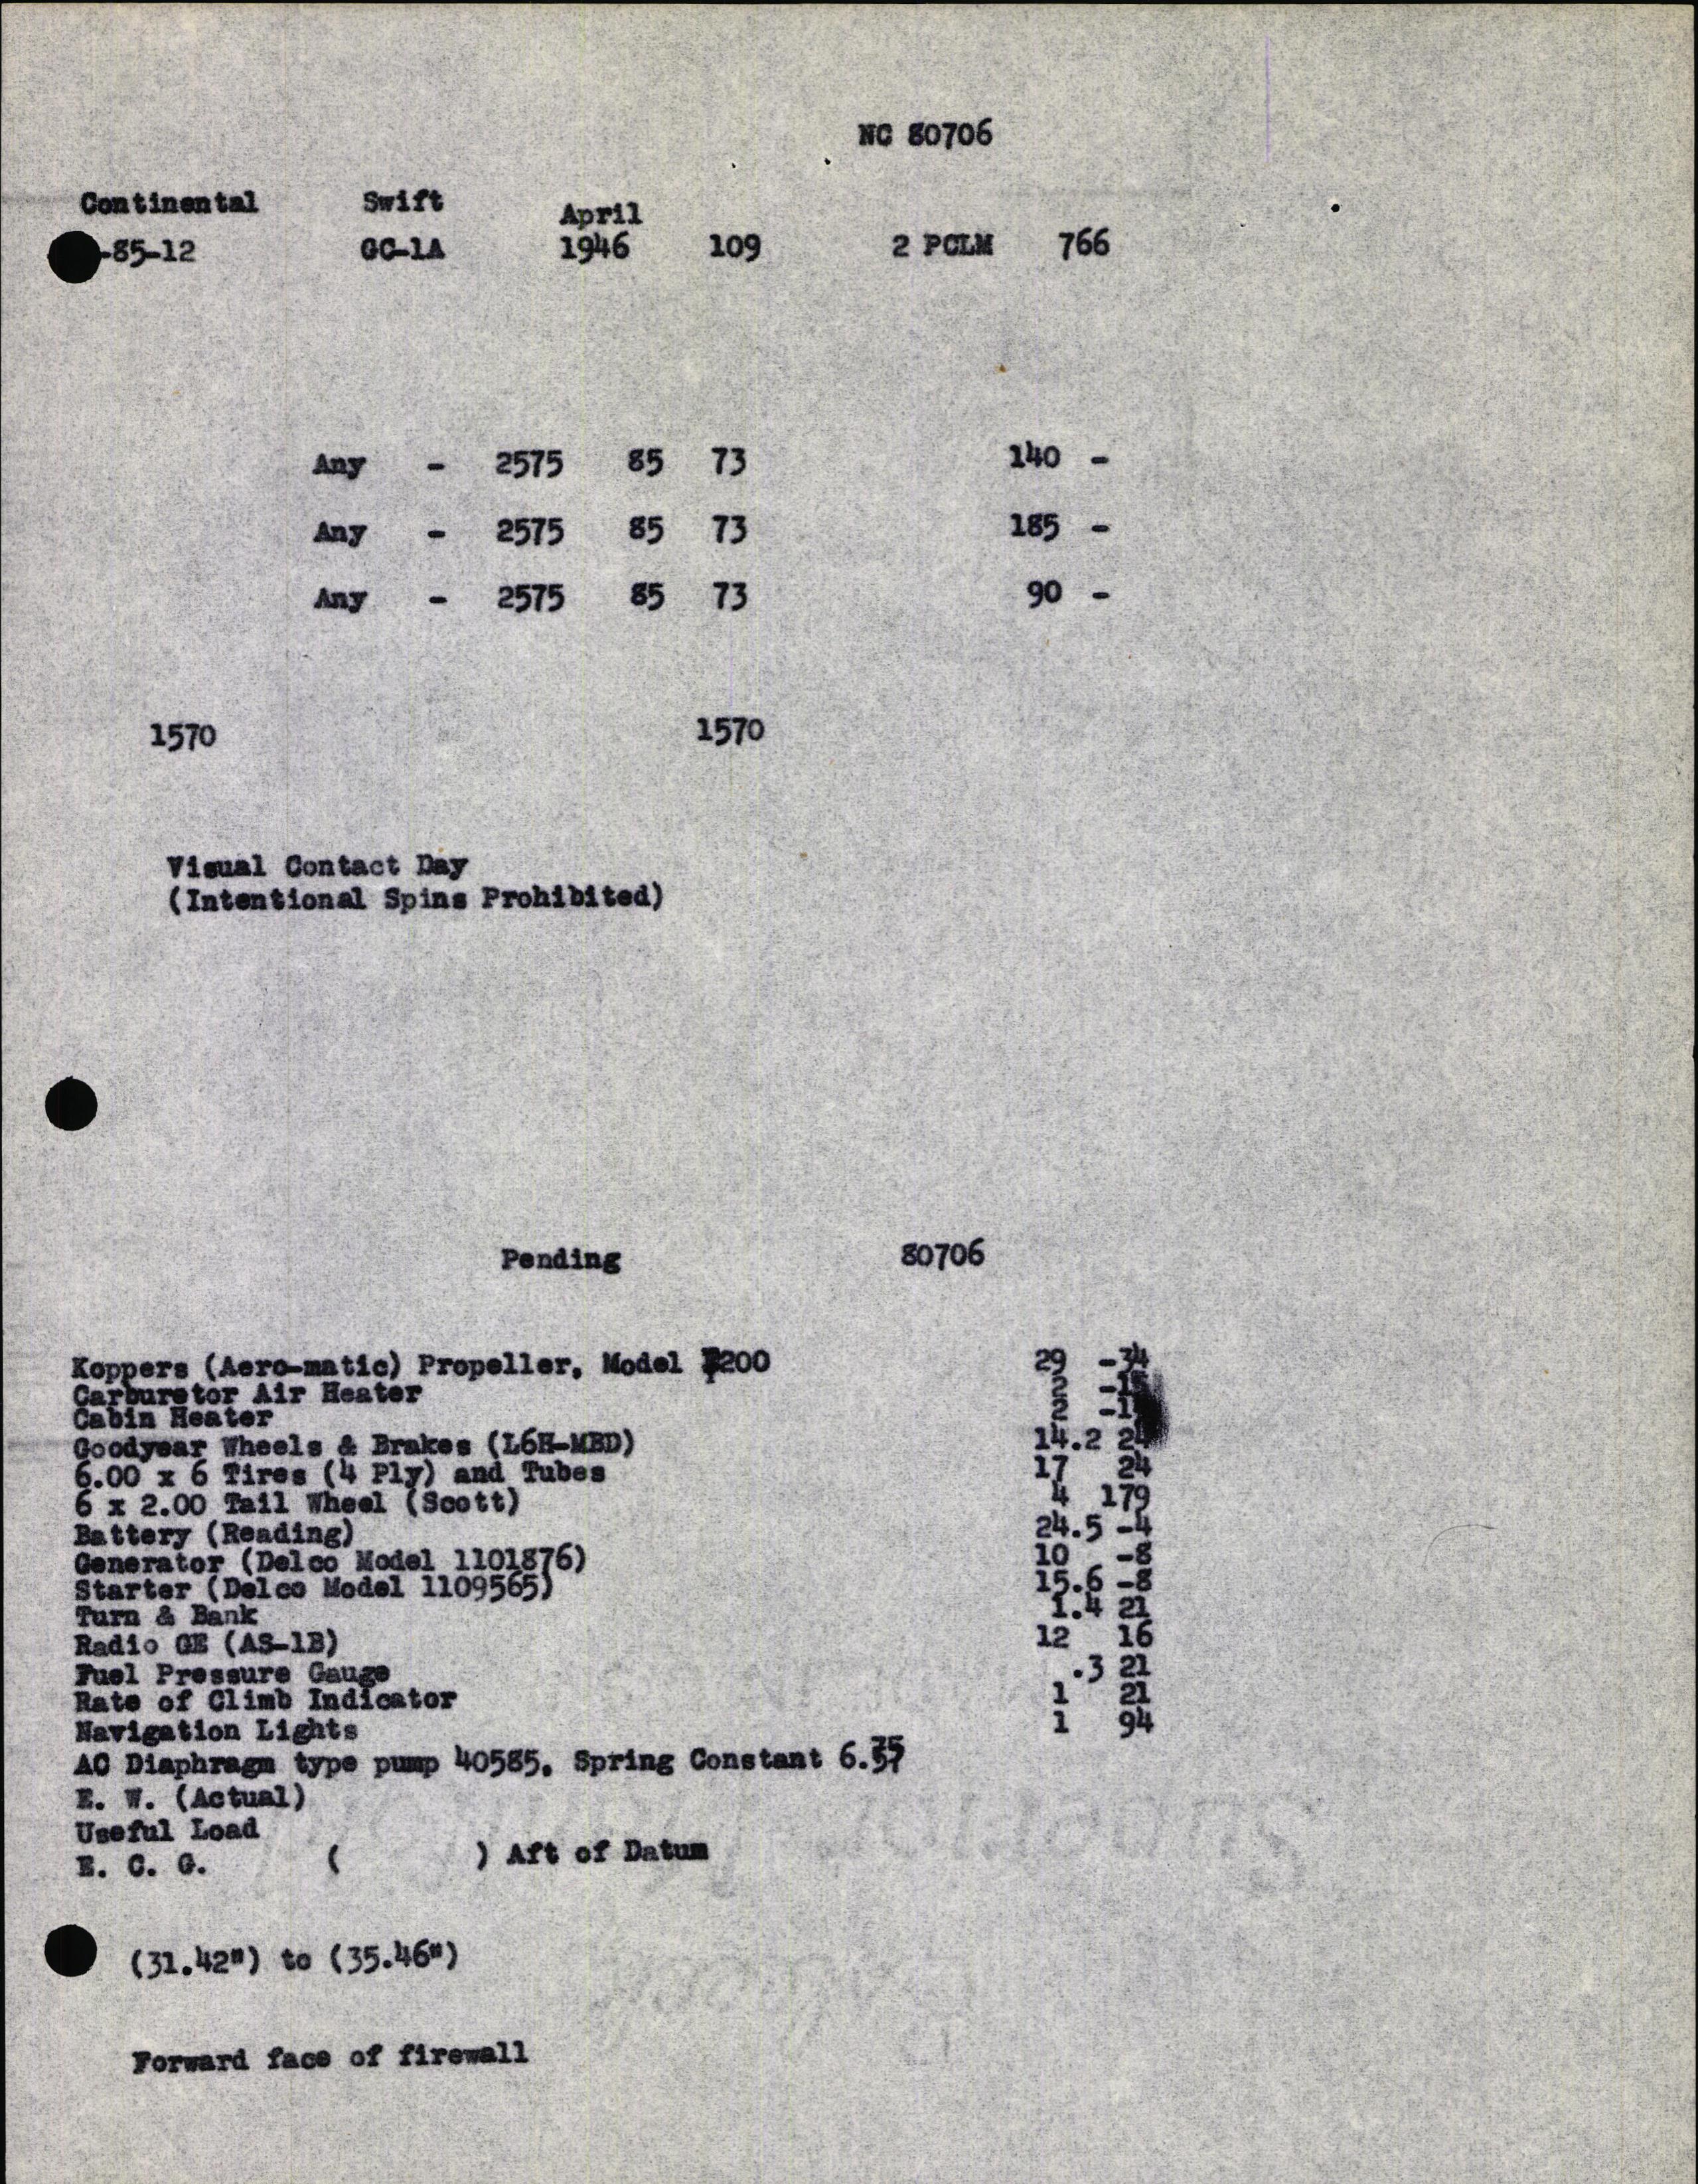 NC 80706
Continental Swift April
-85-12 GC-1A 1946 109 2 PCLM 766
Any - 2575 85 73 140 -
Any - 2575 85 73 185 -
Any - 2575 85 73 90 -
1570 1570
Visual Contact Day
(Intentional Spins Prohibited)
Pending 80706
Koppers (Aero-matic) Propeller, Model F200 29 -34
Carburetor Air Heater 2
Cabin Heater 2
Goodyear Wheels & Brakes (L6H-MBD) 14.2 24
6.00 x 6 Tires (4 Ply) and Tubes 17 24
6 x 2.00 Tail Wheel (Scott) 4 179
Battery (Reading) 24.5 -4
Generator (Delco Model 1101876) 10 -8
Starter (Delco Model 1109565) 15.6 -8
Turn & Bank 1.4 21
Radio GE (AS-1B) 12 16
Fuel Pressure Gauge .3 21
Rate of Climb Indicator 1 21
Navigation Lights 1 94
AC Diaphragm type pump 40585, Spring Constant 6.75
E. W. (Actual)
Useful Load
E. C. G. ( ) Aft of Datum
(31.42") to (35.46")
Forward face of firewall